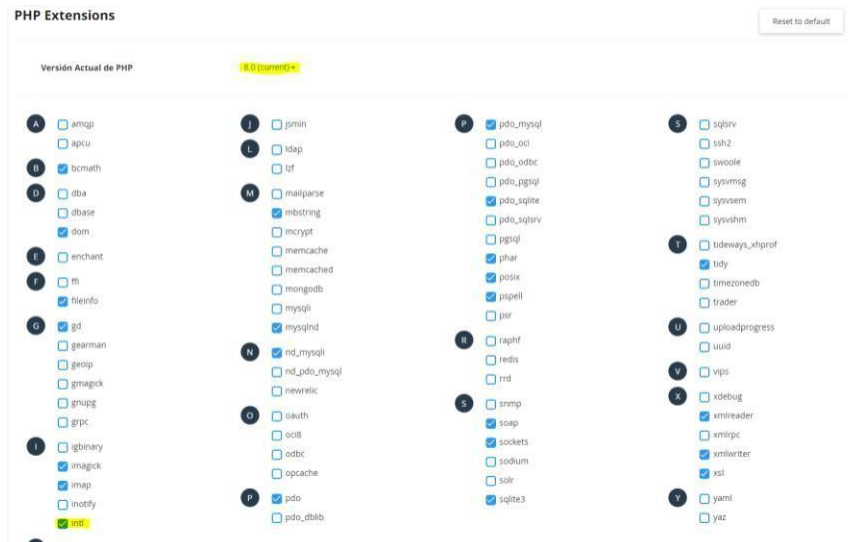 PHP Extensions
Reset to default
Versión Actual de PHP
8.0 (current)
A
amqp
apcu
B
bcmath
D
dba
dbase
dom
E
enchant
F
ffi
fileinfo
G
gd
gearman
geoip
gmagick
gnupg
grpc
I
igbinary
imagick
imap
inotify
intl
J
jsmin
L
ldap
lzf
M
mailparse
mbstring
mcrypt
memcache
memcached
mongodb
mysqli
mysqlnd
N
nd_mysqli
nd_pdo_mysql
newrelic
O
oauth
oci8
odbc
opcache
P
pdo
pdo_dblib
P
pdo_mysql
pdo_oci
pdo_odbc
pdo_pgsql
pdo_sqlite
pdo_sqlsrv
pgsql
phar
posix
pspell
psr
R
raphf
redis
rrd
S
snmp
soap
sockets
sodium
solr
sqlite3
S
sqlsrv
ssh2
swoole
sysvmsg
sysvsem
sysvshm
T
tideways_xhprof
tidy
timezonedb
trader
U
uploadprogress
uuid
V
vips
X
xdebug
xmlreader
xmlrpc
xmlwriter
xsl
Y
yaml
yaz